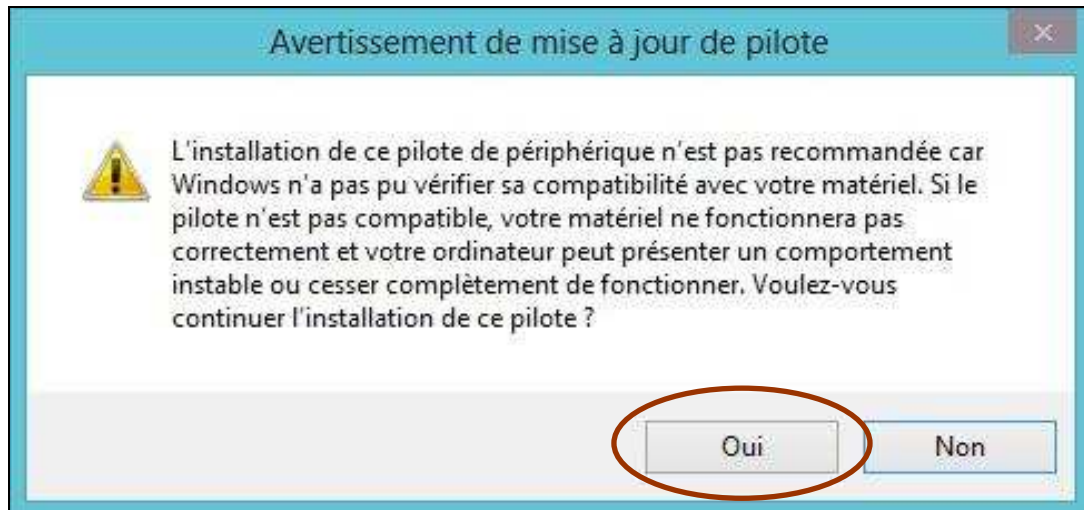 Avertissement de mise à jour de pilote
L'installation de ce pilote de périphérique n'est pas recommandée car
Windows n'a pas pu vérifier sa compatibilité avec votre matériel. Si le
pilote n'est pas compatible, votre matériel ne fonctionnera pas
correctement et votre ordinateur peut présenter un comportement
instable ou cesser complètement de fonctionner. Voulez-vous
continuer l'installation de ce pilote ?
Oui Non